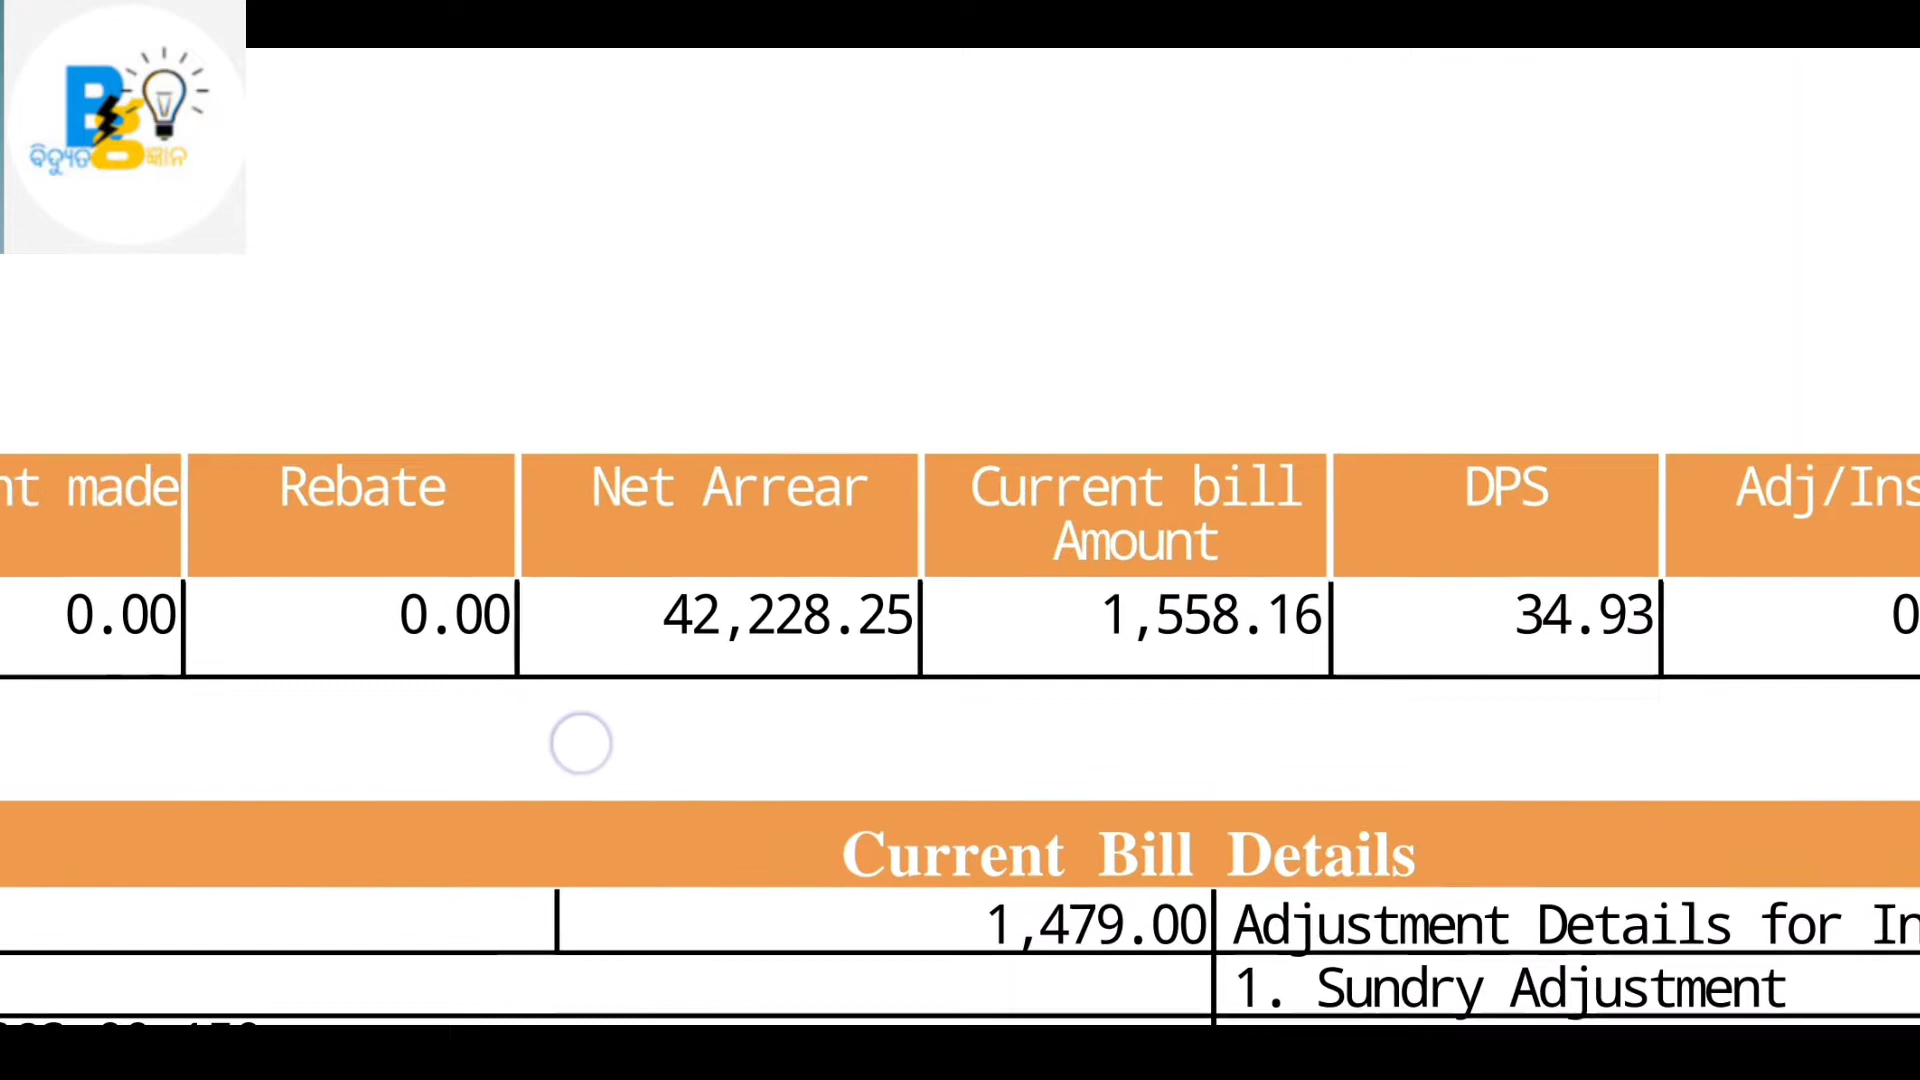 Bg
ବିଦ୍ୟୁତ ଜ୍ଞାନ
nt made Rebate Net Arrear Current bill Amount DPS Adj/Ins
0.00 0.00 42,228.25 1,558.16 34.93 0
Current Bill Details
1,479.00 Adjustment Details for In
1. Sundry Adjustment